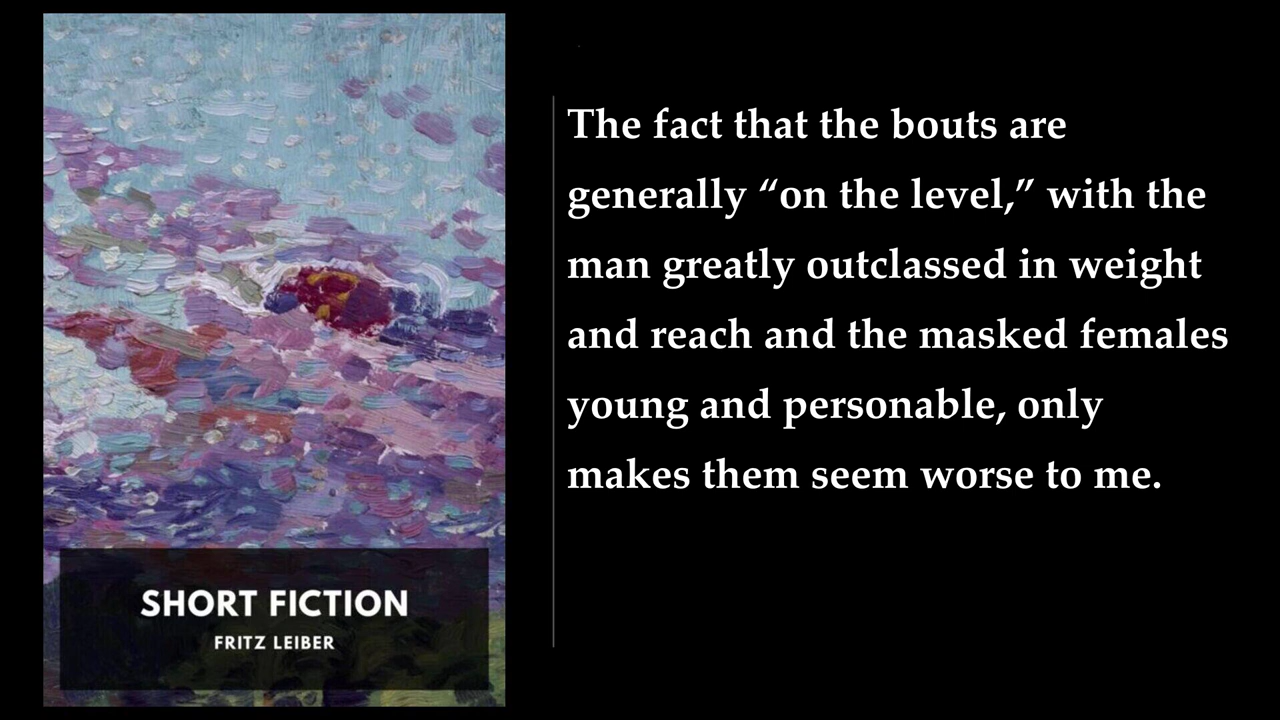 SHORT FICTION
FRITZ LEIBER
The fact that the bouts are
generally “on the level,” with the
man greatly outclassed in weight
and reach and the masked females
young and personable, only
makes them seem worse to me.